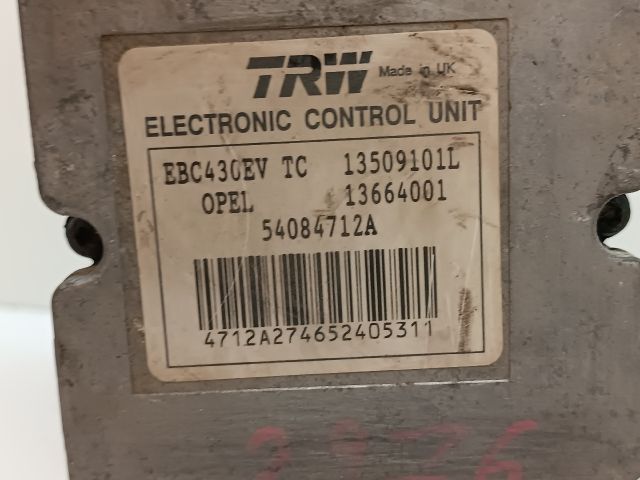 TRW Made in UK
ELECTRONIC CONTROL UNIT
EBC430EV TC 13509101L
OPEL 13664001
54084712A
4712A274652405311